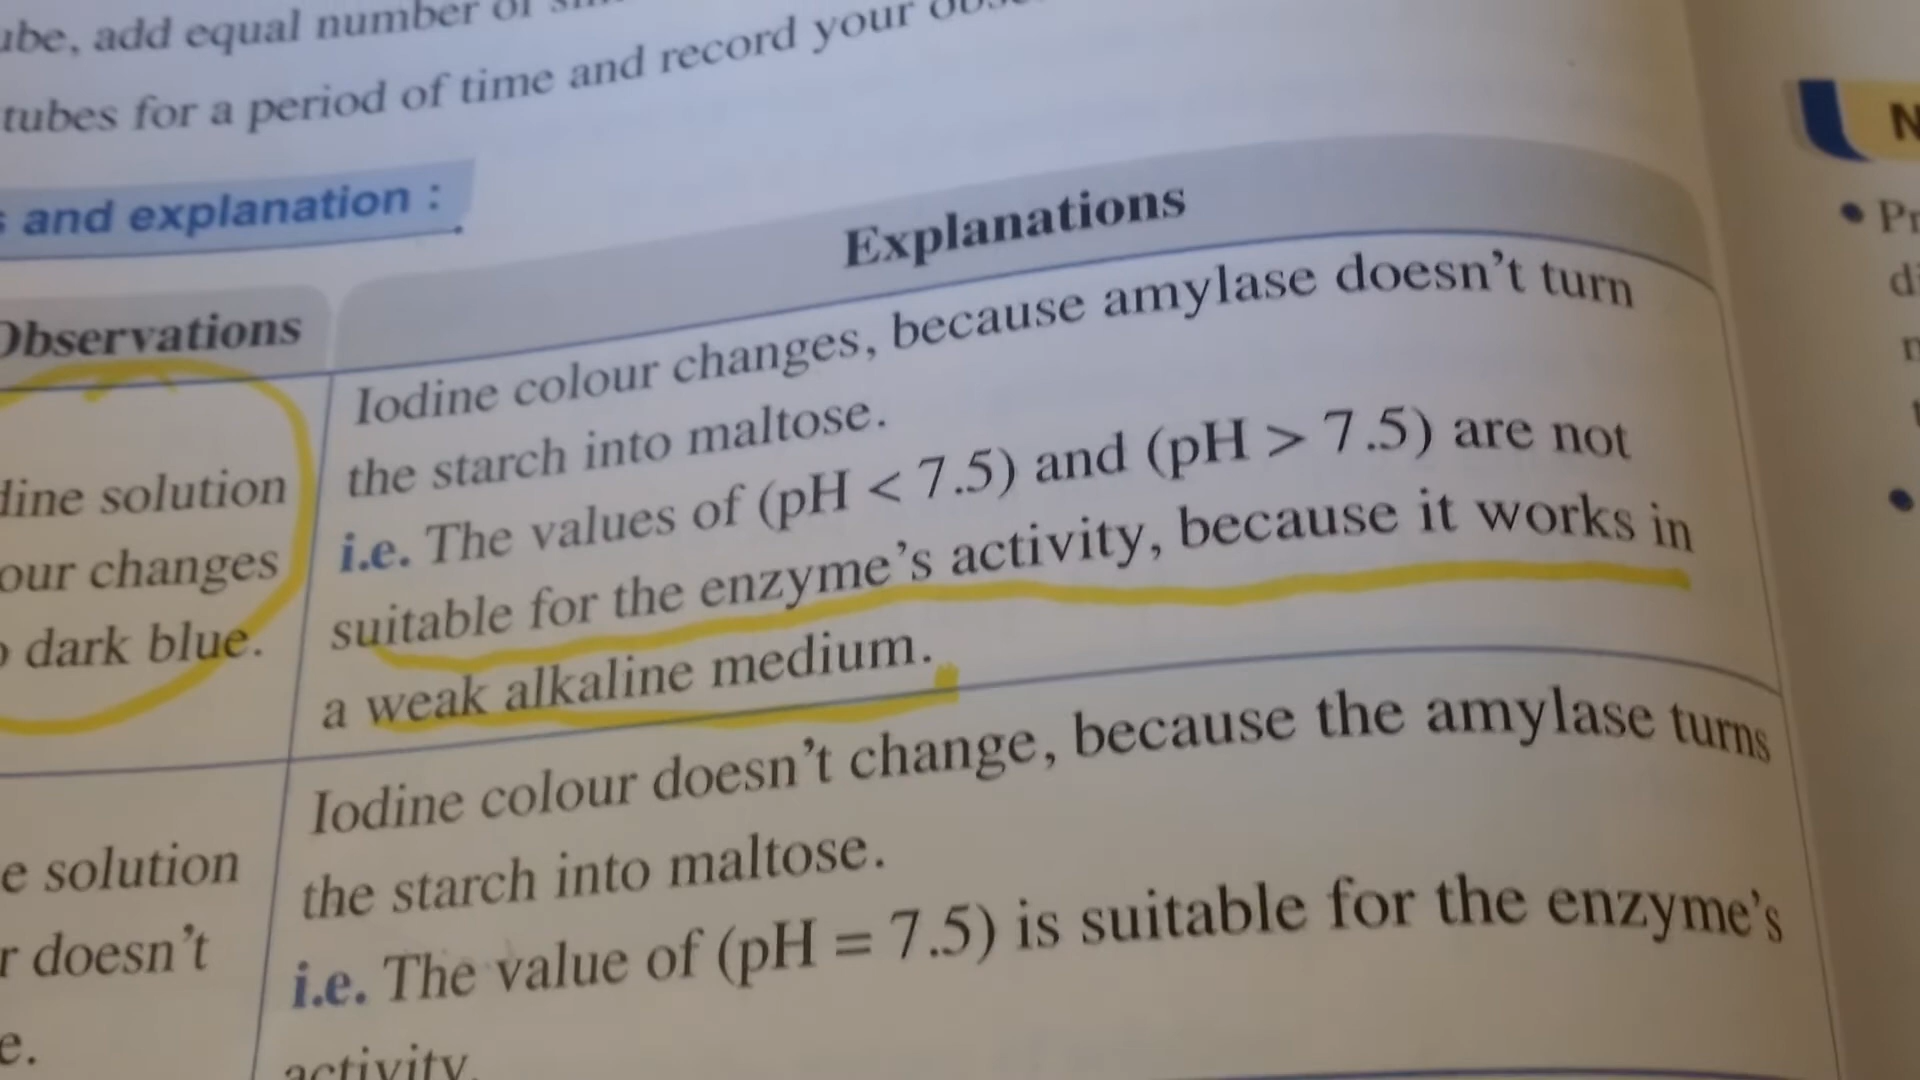 add equal number of
tubes for a period of time and record your
and explanation :
Observations
Explanations
solution
changes
dark blue.
Iodine colour changes, because amylase doesn't turn
the starch into maltose.
i.e. The values of (pH < 7.5) and (pH > 7.5) are not
suitable for the enzyme's activity, because it works in
a weak alkaline medium.
solution
doesn't
Iodine colour doesn't change, because the amylase turns
the starch into maltose.
i.e. The value of (pH = 7.5) is suitable for the enzyme's
activity.